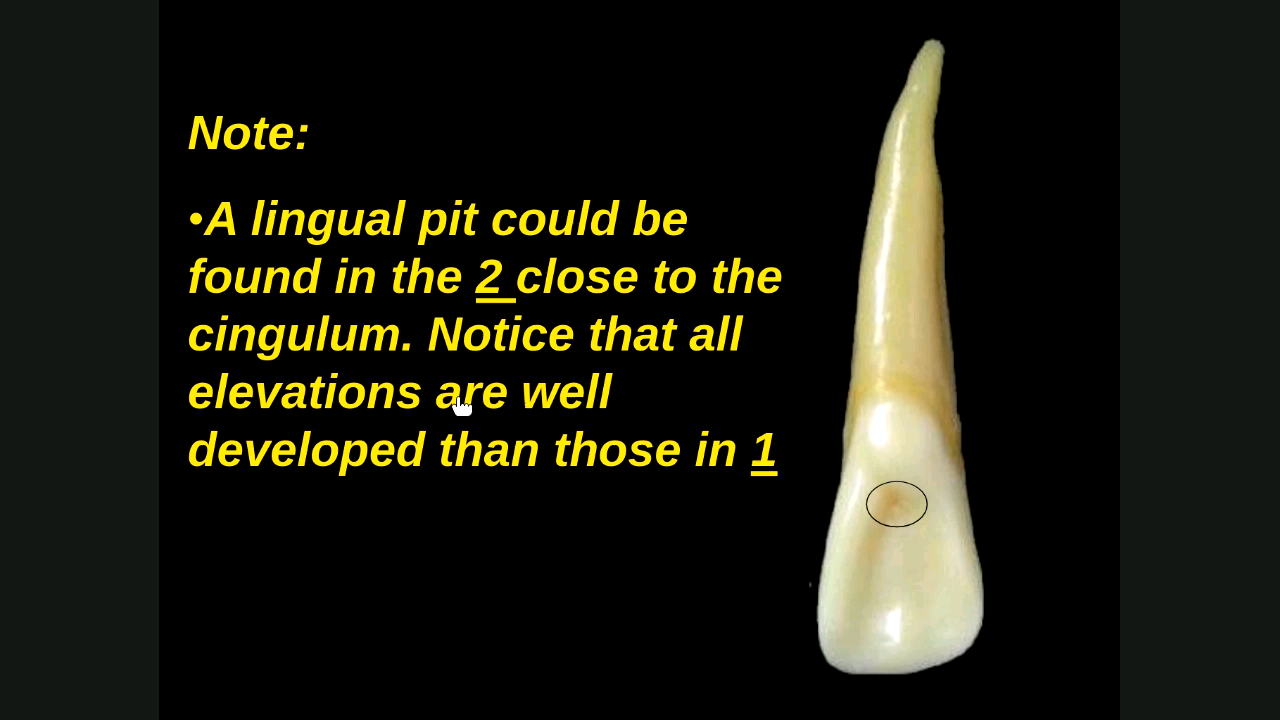 Note:
•A lingual pit could be
found in the 2 close to the
cingulum. Notice that all
elevations are well
developed than those in 1